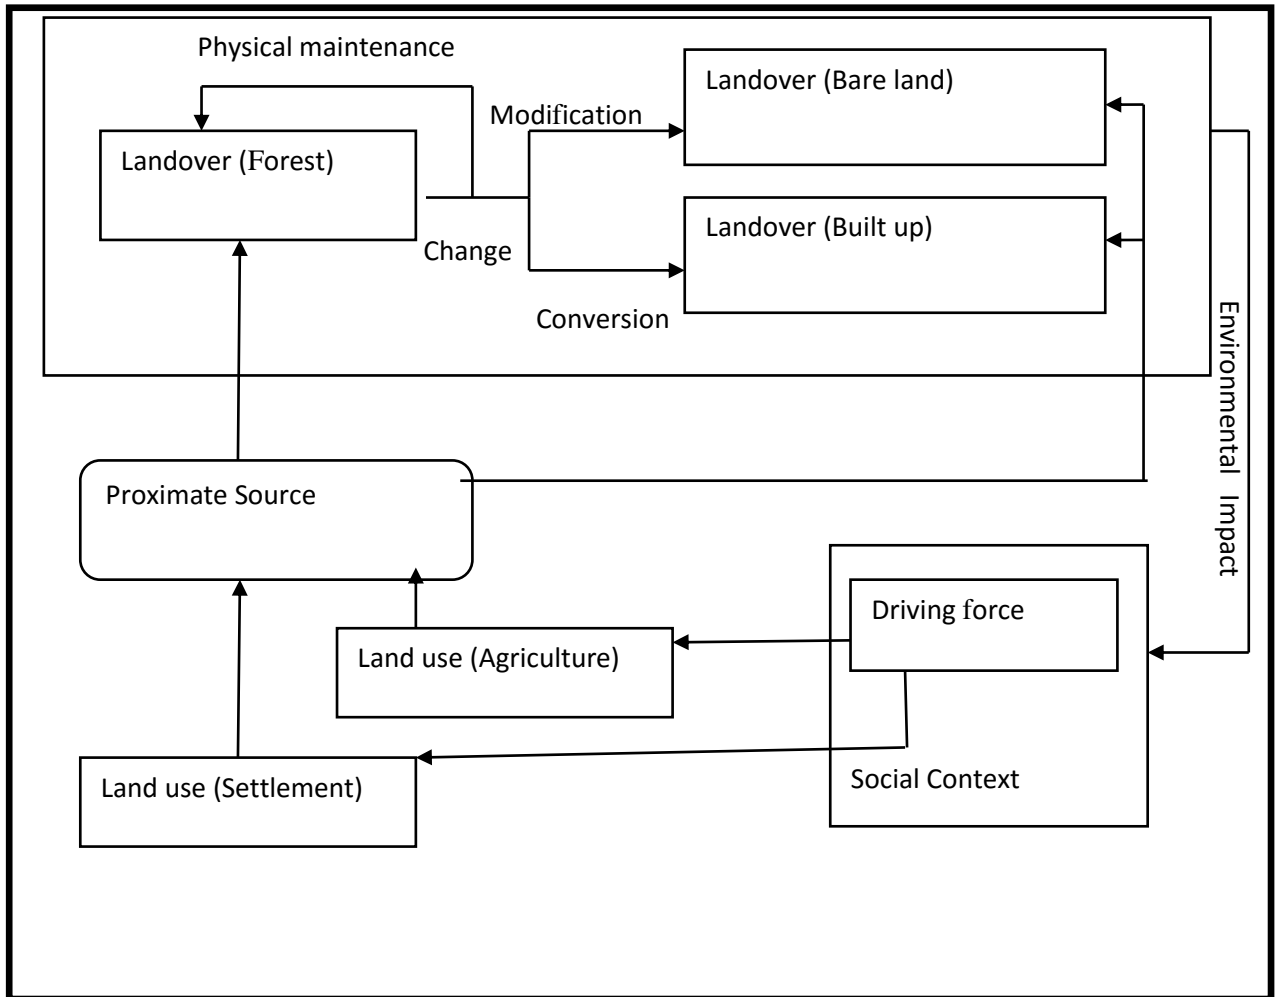 Physical maintenance
Landover (Bare land)
Modification
Landover (Forest)
Landover (Built up)
Change
Conversion
Environmental Impact
Proximate Source
Driving force
Land use (Agriculture)
Social Context
Land use (Settlement)